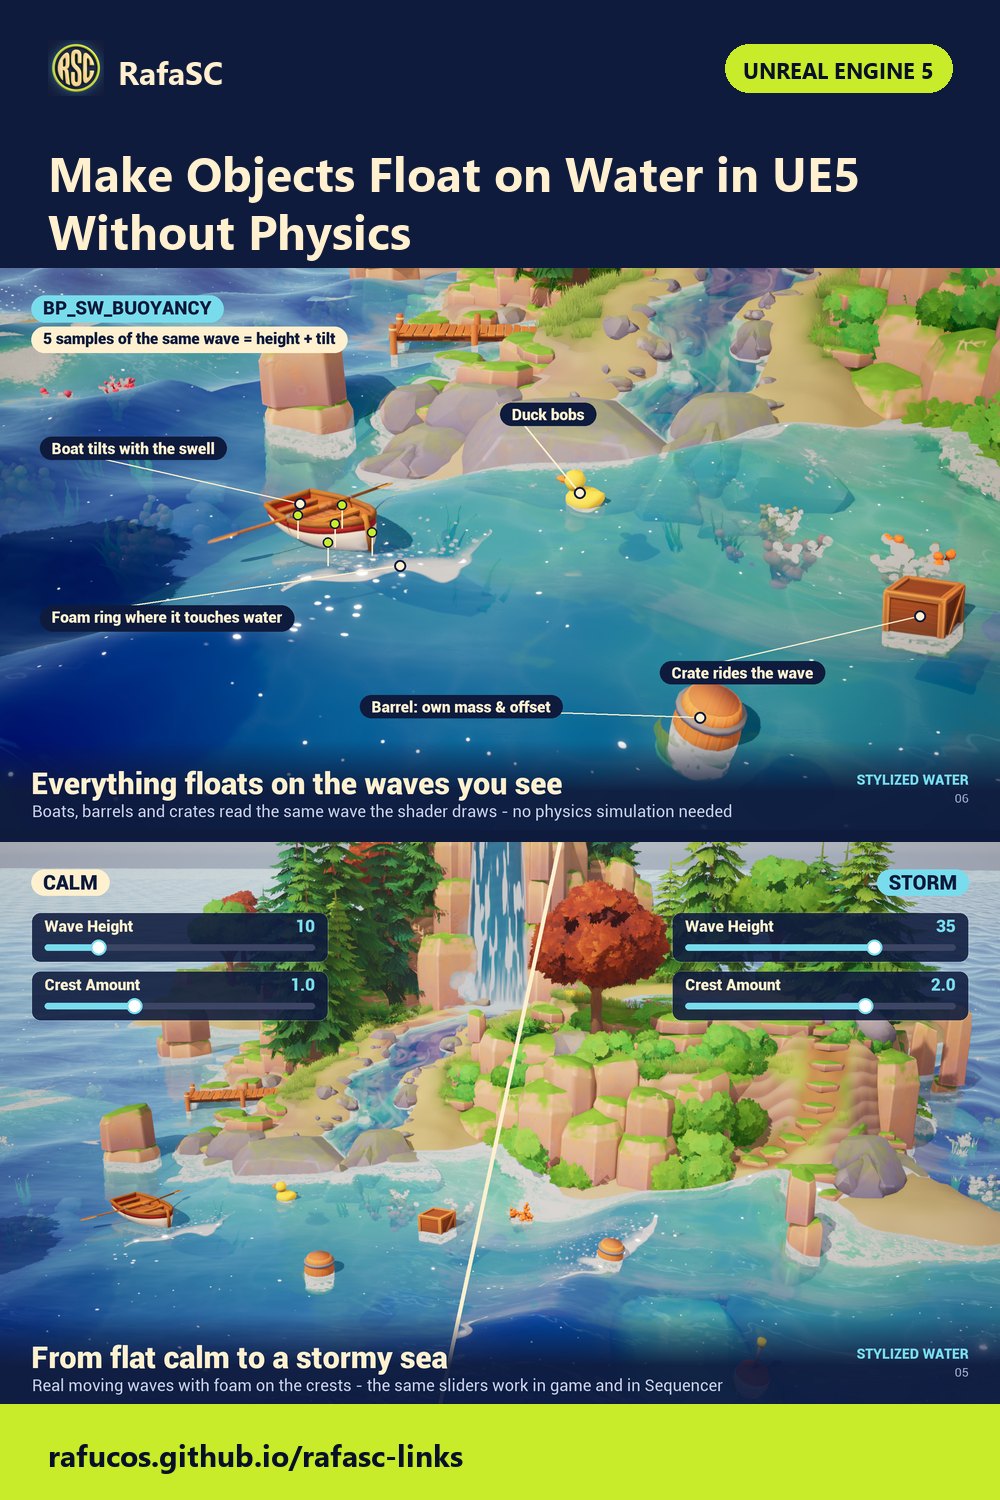 RSC
RafaSC
UNREAL ENGINE 5
Make Objects Float on Water in UE5
Without Physics
BP_SW_BUOYANCY
5 samples of the same wave = height + tilt
Duck bobs
Boat tilts with the swell
Foam ring where it touches water
Crate rides the wave
Barrel: own mass & offset
Everything floats on the waves you see
Boats, barrels and crates read the same wave the shader draws - no physics simulation needed
STYLIZED WATER
06
CALM
Wave Height 10
Crest Amount 1.0
STORM
Wave Height 35
Crest Amount 2.0
From flat calm to a stormy sea
Real moving waves with foam on the crests - the same sliders work in game and in Sequencer
STYLIZED WATER
05
rafucos.github.io/rafasc-links